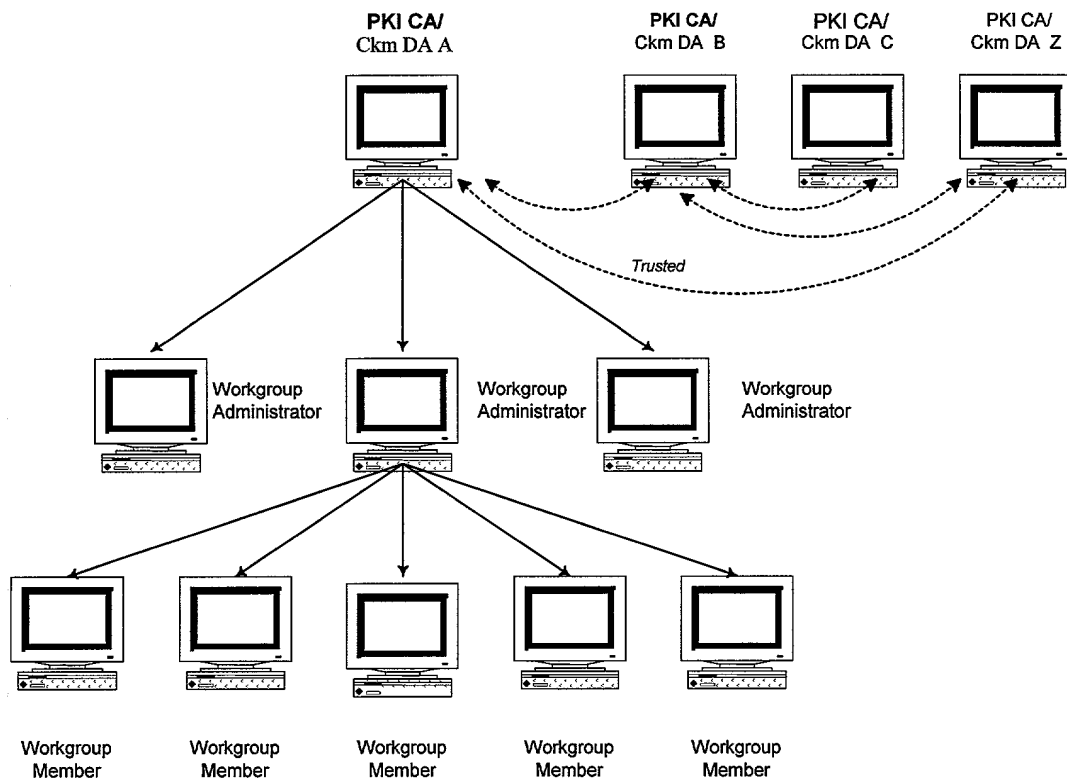 PKI CA/
Ckm DA A
PKI CA/
Ckm DA B
PKI CA/
Ckm DA C
PKI CA/
Ckm DA Z
Trusted
Workgroup
Administrator
Workgroup
Administrator
Workgroup
Administrator
Workgroup
Member
Workgroup
Member
Workgroup
Member
Workgroup
Member
Workgroup
Member